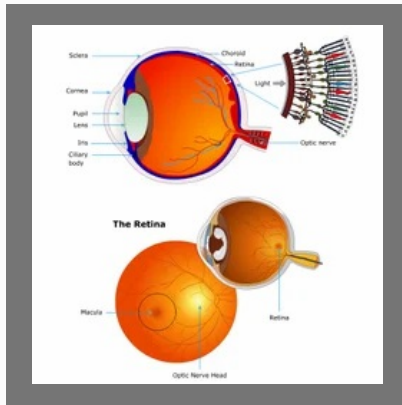 Sclera
Choroid
Retina
Cornea
Light
Pupil
Lens
Iris
Optic nerve
Ciliary
body
The Retina
Macula
Retina
Optic Nerve Head